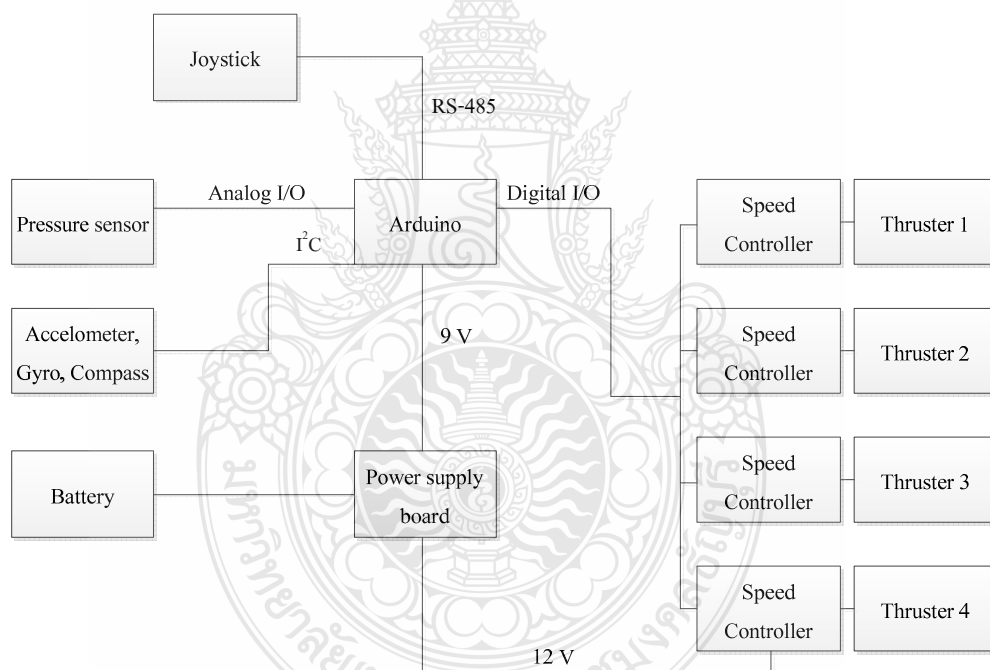 Joystick
RS-485
Analog I/O
Digital I/O
Pressure sensor
Arduino
Speed
Controller
Thruster 1
I²C
Accelometer,
Gyro, Compass
9 V
Speed
Controller
Thruster 2
Battery
Power supply
board
Speed
Controller
Thruster 3
Speed
Controller
Thruster 4
12 V